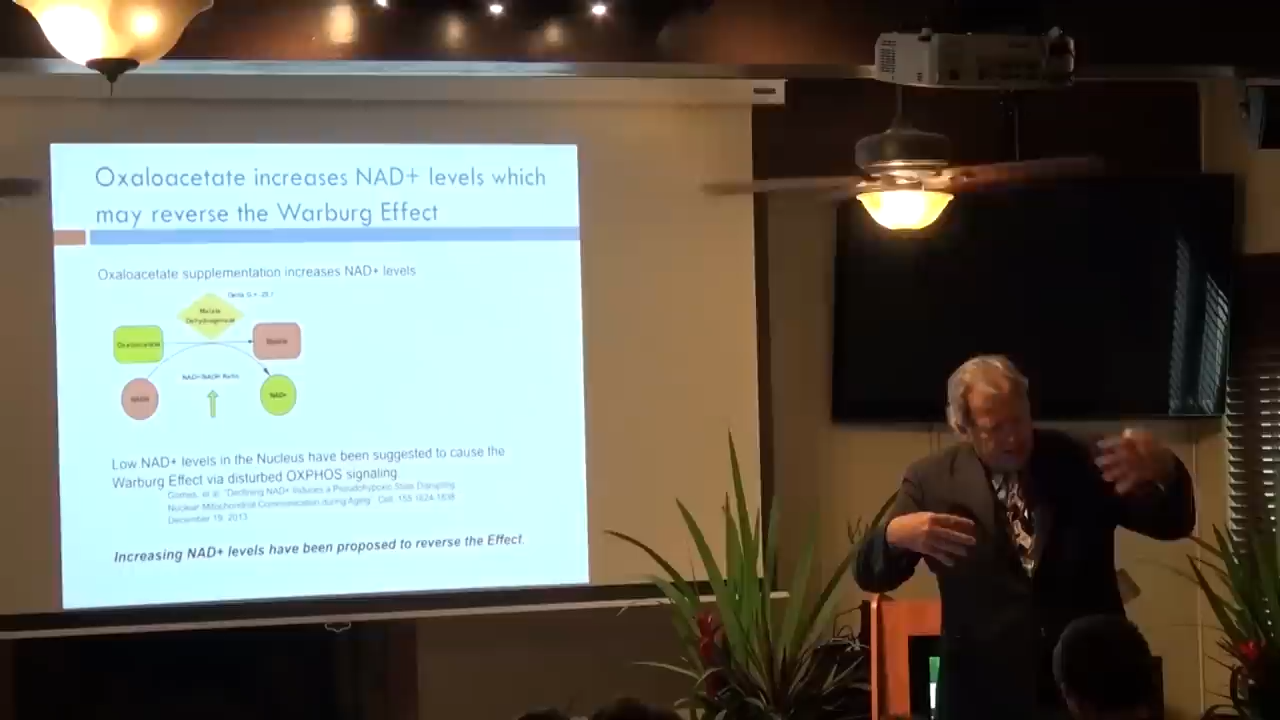 Oxaloacetate increases NAD+ levels which
may reverse the Warburg Effect
Oxaloacetate supplementation increases NAD+ levels
Malate
Dehydrogenase
Oxaloacetate
Malate
NAD+/NADH Ratio
NADH
NAD+
Low NAD+ levels in the Nucleus have been suggested to cause the
Warburg Effect via disturbed OXPHOS signaling
Gomes, et al. "Declining NAD+ Induces a Pseudohypoxic State Disrupting
Nuclear-Mitochondrial Communication during Aging" Cell. 155 1624-1638
December 19, 2013
Increasing NAD+ levels have been proposed to reverse the Effect.